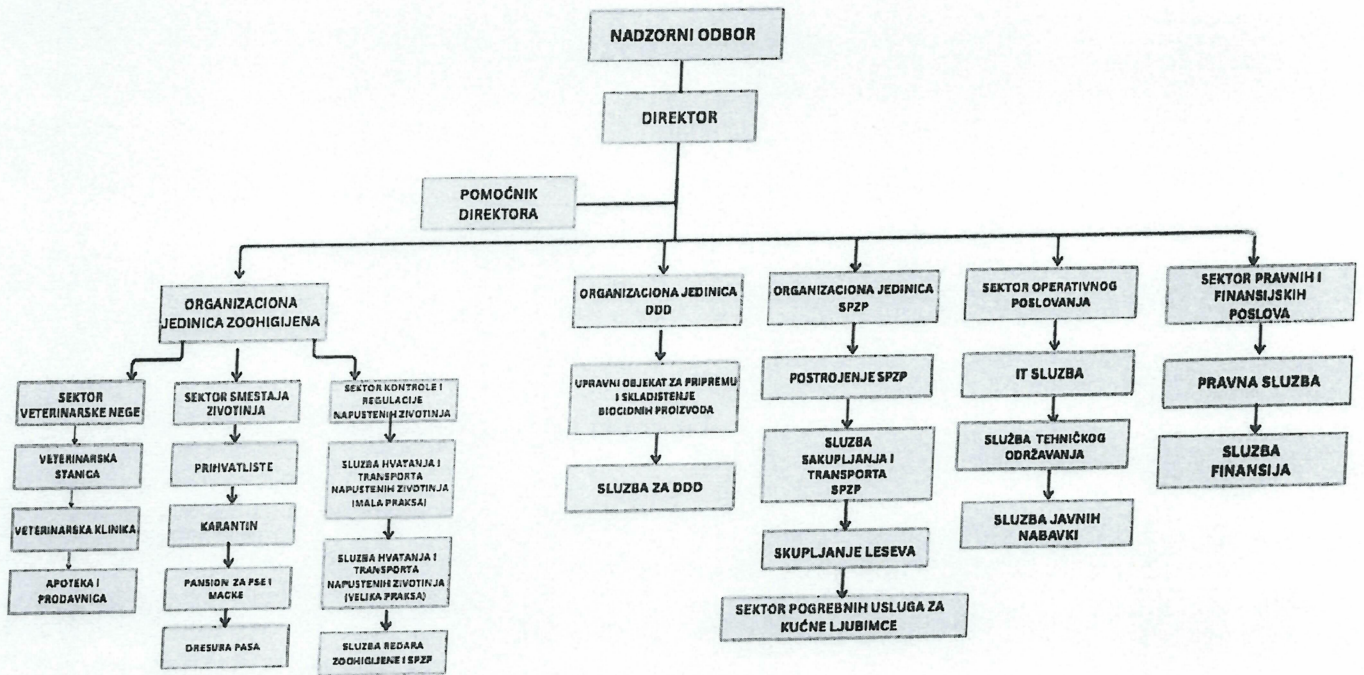 NADZORNI ODBOR
DIREKTOR
POMOĆNIK
DIREKTORA
ORGANIZACIONA
JEDINICA ZOOHIGIJENA
ORGANIZACIONA JEDINICA
DDD
ORGANIZACIONA JEDINICA
SPZP
SEKTOR OPERATIVNOG
POSLOVANJA
SEKTOR PRAVNIH I
FINANSIJSKIH
POSLOVA
SEKTOR
VETERINARSKE NEGE
VETERINARSKA
STANICA
VETERINARSKA KLINIKA
APOTEKA I
PRODAVNICA
SEKTOR SMESTAJA
ZIVOTINJA
PRIHVATLISTE
KARANTIN
PANSION ZA PSE I
MACKE
DRESURA PASA
SEKTOR KONTROLE I
REGULACIJE
NAPUSTENIH ZIVOTINJA
SLUZBA HVATANJA I
TRANSPORTA
NAPUSTENIH ZIVOTINJA
(MALA PRAKSA)
SLUZBA HVATANJA I
TRANSPORTA
NAPUSTENIH ZIVOTINJA
(VELIKA PRAKSA)
SLUZBA REDARA
ZOOHIGIJENE I SPZP
UPRAVNI OBJEKAT ZA PRIPREMU
I SKLADISTENJE
BIOCIDNIH PROIZVODA
SLUZBA ZA DDD
POSTROJENJE SPZP
SLUZBA
SAKUPLJANJA I
TRANSPORTA
SPZP
SKUPLJANJE LESEVA
SEKTOR POGREBNIH USLUGA ZA
KUĆNE LJUBIMCE
IT SLUZBA
SLUŽBA TEHNIČKOG
ODRŽAVANJA
SLUZBA JAVNIH
NABAVKI
PRAVNA SLUZBA
SLUZBA
FINANSIJA